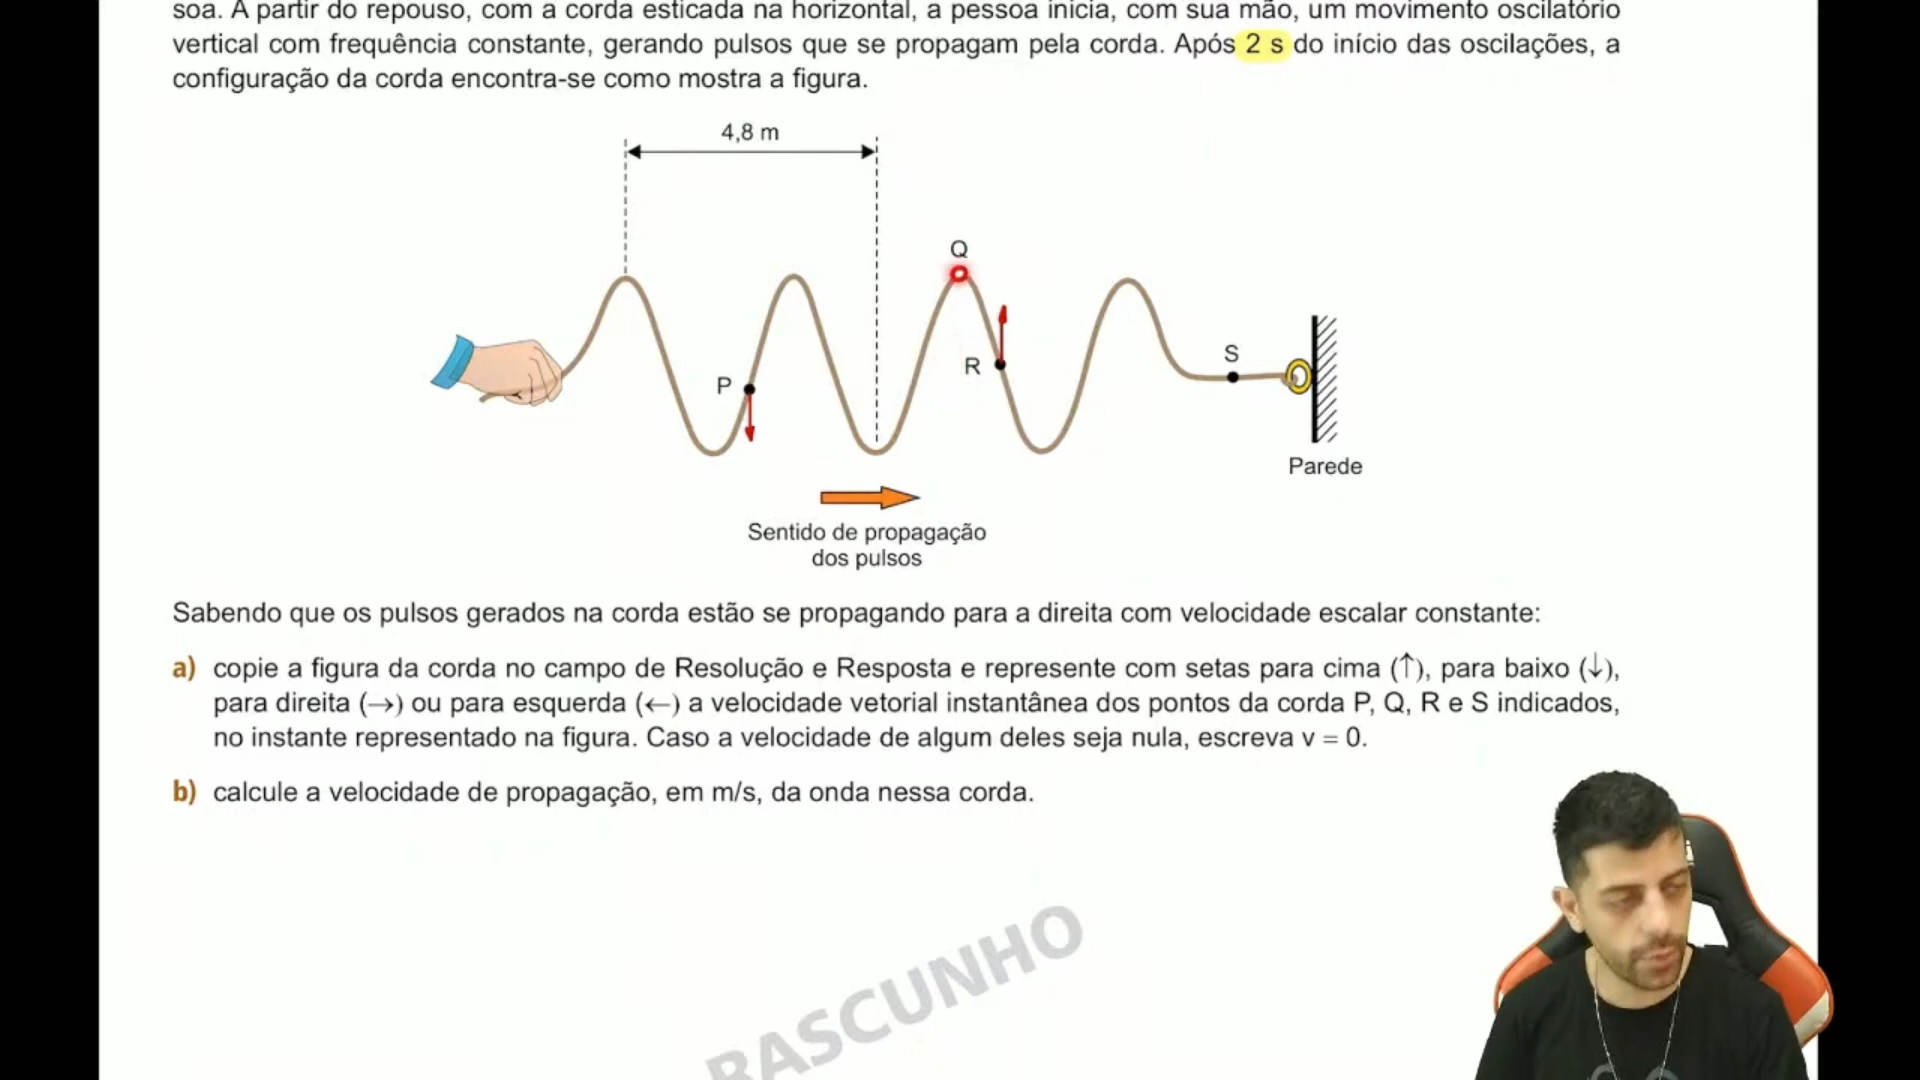 soa. A partir do repouso, com a corda esticada na horizontal, a pessoa inicia, com sua mão, um movimento oscilatório
vertical com frequência constante, gerando pulsos que se propagam pela corda. Após 2 s do início das oscilações, a
configuração da corda encontra-se como mostra a figura.
4,8 m
Q
P
R
S
Parede
Sentido de propagação
dos pulsos
Sabendo que os pulsos gerados na corda estão se propagando para a direita com velocidade escalar constante:
a) copie a figura da corda no campo de Resolução e Resposta e represente com setas para cima (↑), para baixo (↓),
para direita (→) ou para esquerda (←) a velocidade vetorial instantânea dos pontos da corda P, Q, R e S indicados,
no instante representado na figura. Caso a velocidade de algum deles seja nula, escreva v = 0.
b) calcule a velocidade de propagação, em m/s, da onda nessa corda.
RASCUNHO